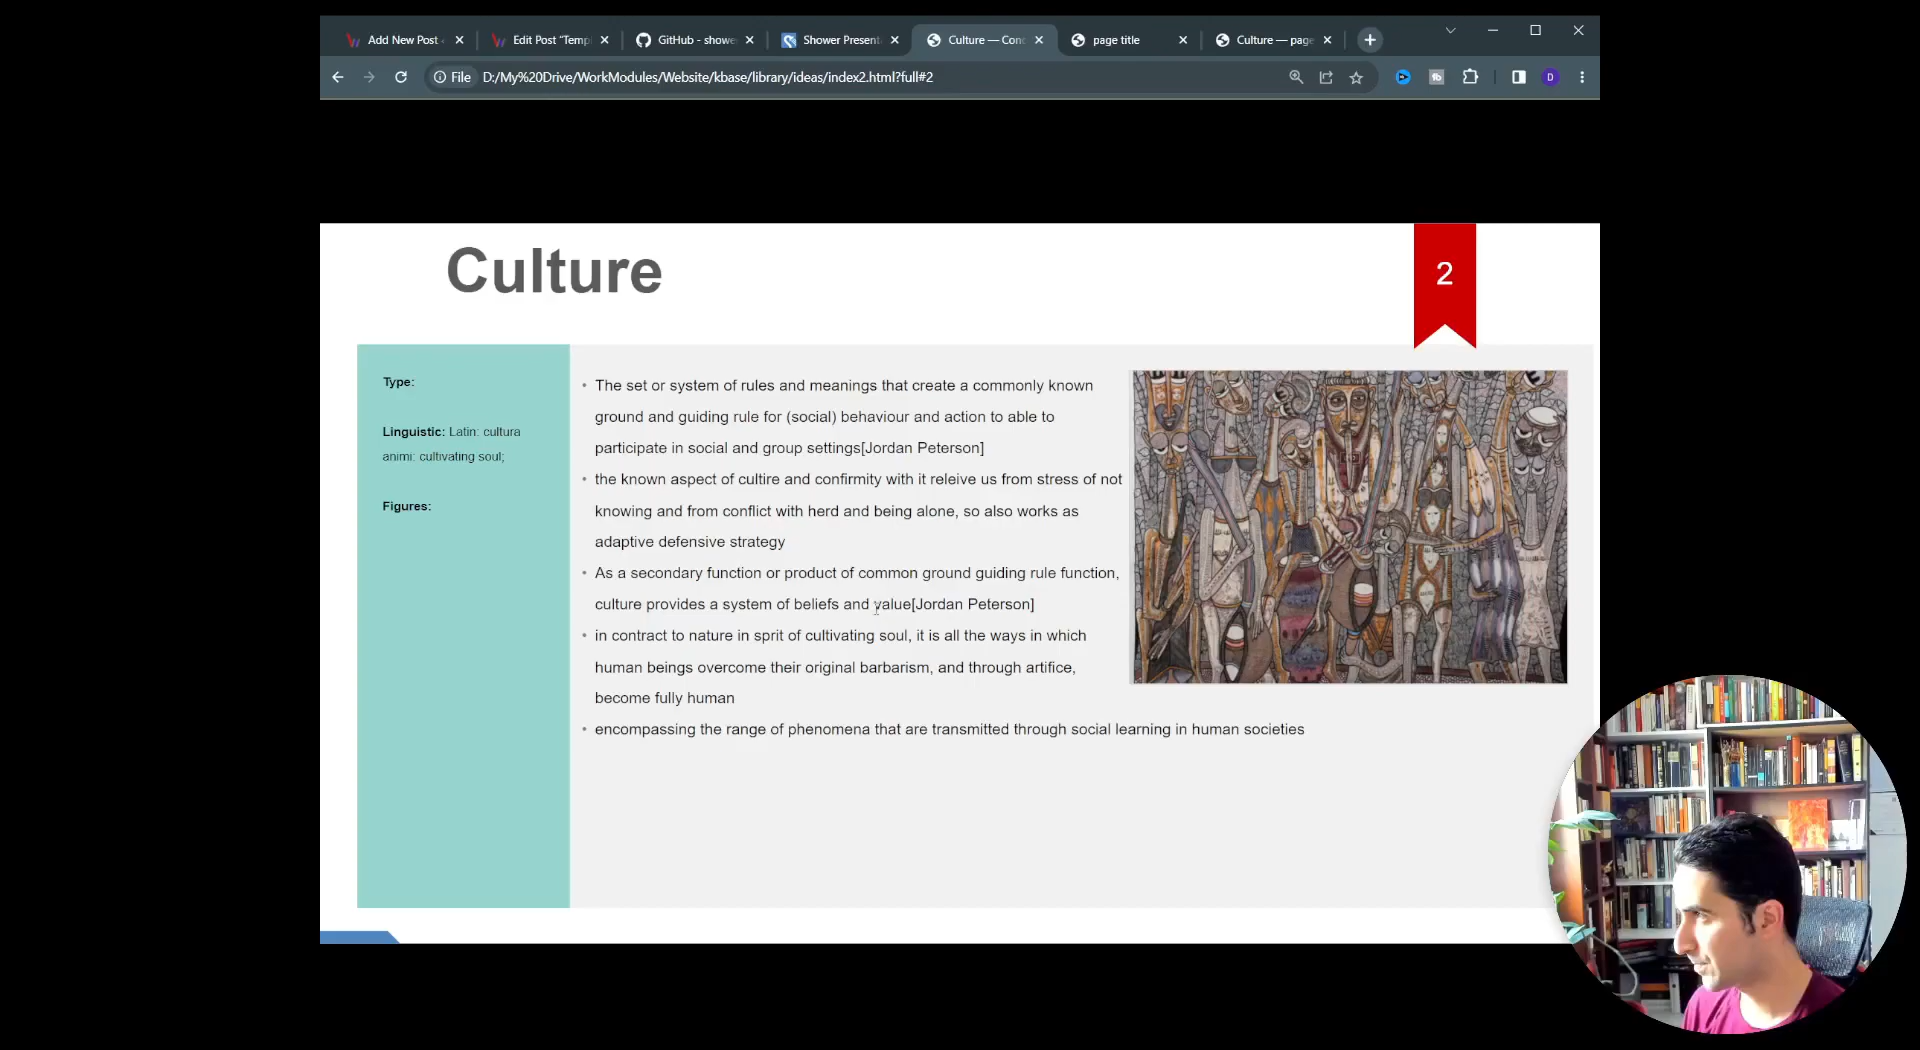 Add New Post
Edit Post "Temp
GitHub - showe
Shower Present
Culture — Conc
page title
Culture — page
File
D:/My%20Drive/WorkModules/Website/kbase/library/ideas/index2.html?full#2
D
Culture
2
Type:
Linguistic: Latin: cultura
animi: cultivating soul;
Figures:
• The set or system of rules and meanings that create a commonly known
ground and guiding rule for (social) behaviour and action to able to
participate in social and group settings[Jordan Peterson]
• the known aspect of cultire and confirmity with it releive us from stress of not
knowing and from conflict with herd and being alone, so also works as
adaptive defensive strategy
• As a secondary function or product of common ground guiding rule function,
culture provides a system of beliefs and value[Jordan Peterson]
• in contract to nature in sprit of cultivating soul, it is all the ways in which
human beings overcome their original barbarism, and through artifice,
become fully human
• encompassing the range of phenomena that are transmitted through social learning in human societies